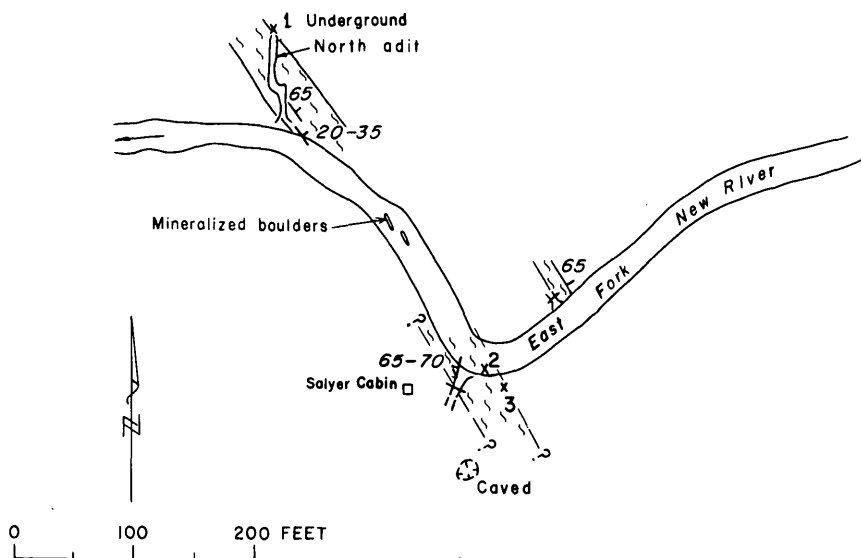 1 Underground
North adit
65
20-35
Mineralized boulders
East Fork New River
65
65-70
2
Salyer Cabin
3
?
?
?
Caved
N
0 100 200 FEET